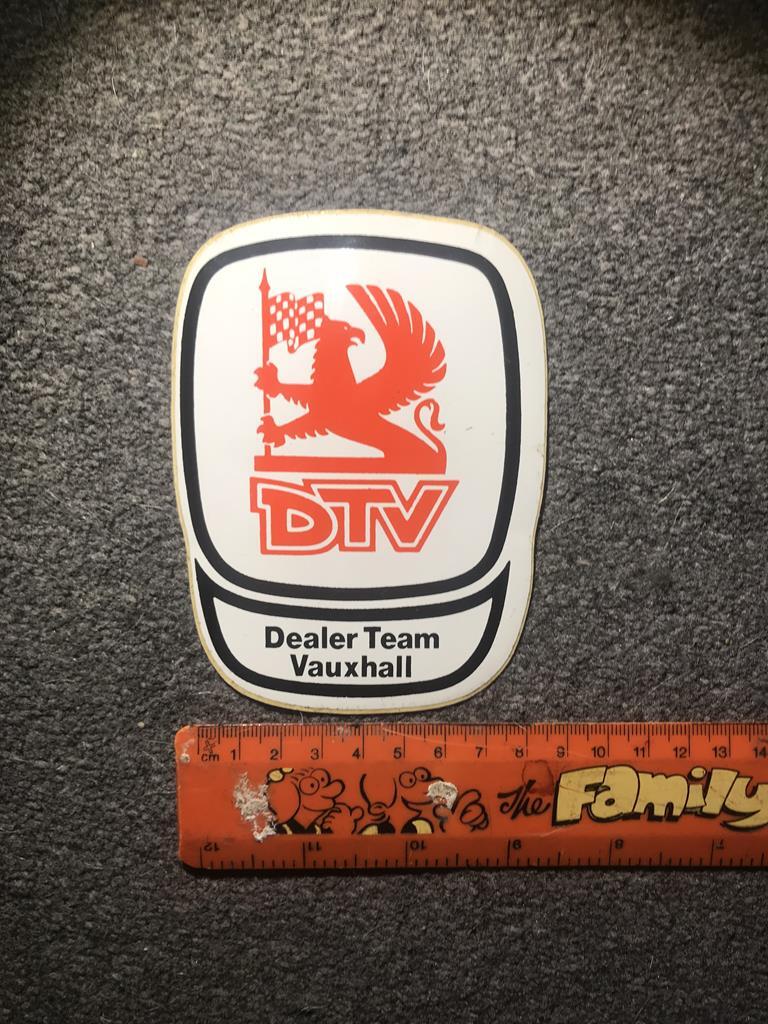 DTV
Dealer Team
Vauxhall
cm 1 2 3 4 5 6 7 8 9 10 11 12 13 14
The Family
12 11 10 9 8 7